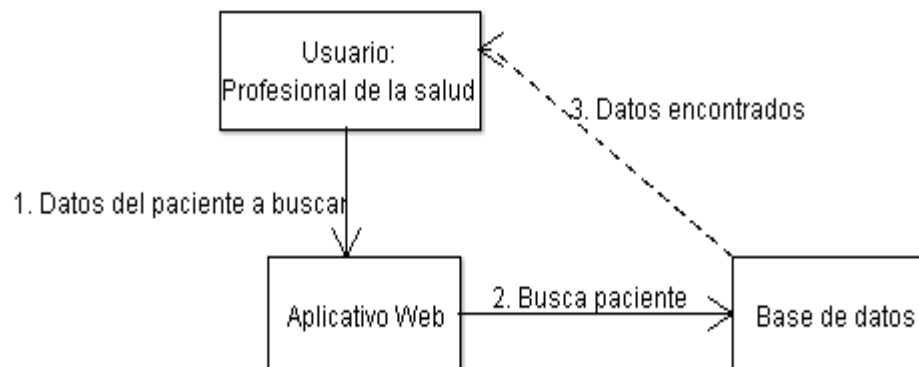 Usuario:
Profesional de la salud
3. Datos encontrados
1. Datos del paciente a buscar
2. Busca paciente
Aplicativo Web
Base de datos